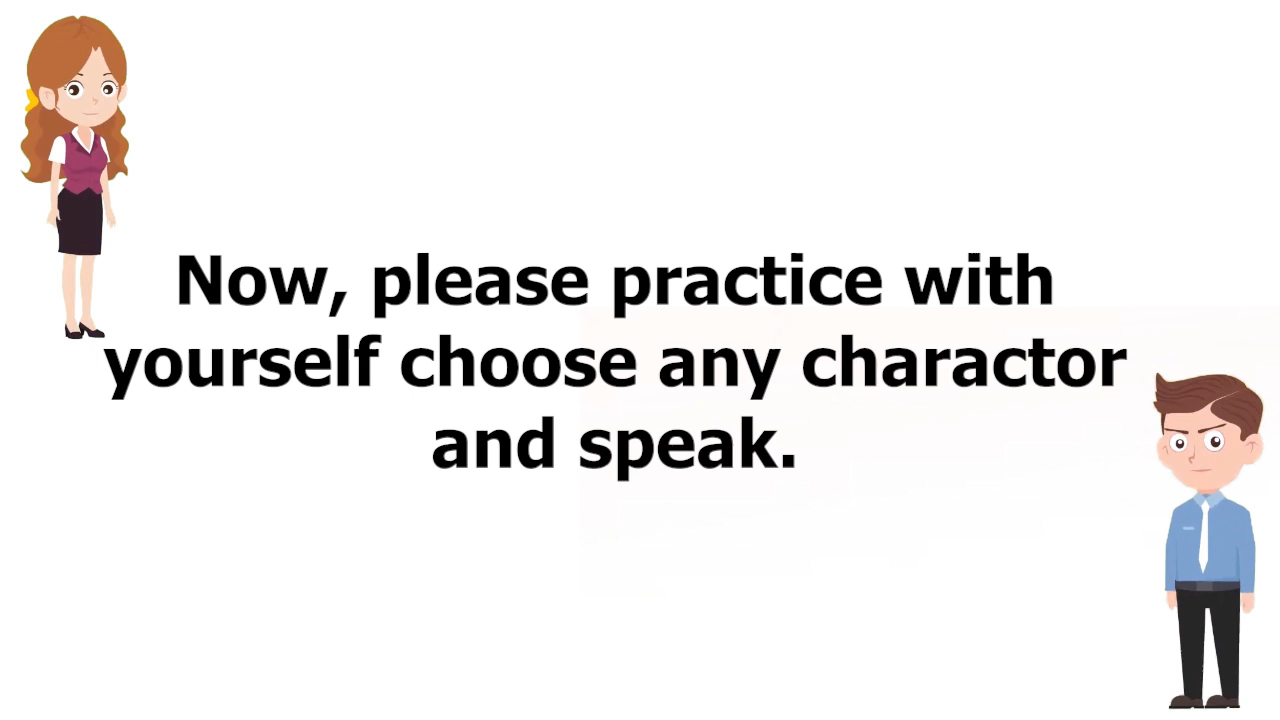 Now, please practice with
yourself choose any charactor
and speak.